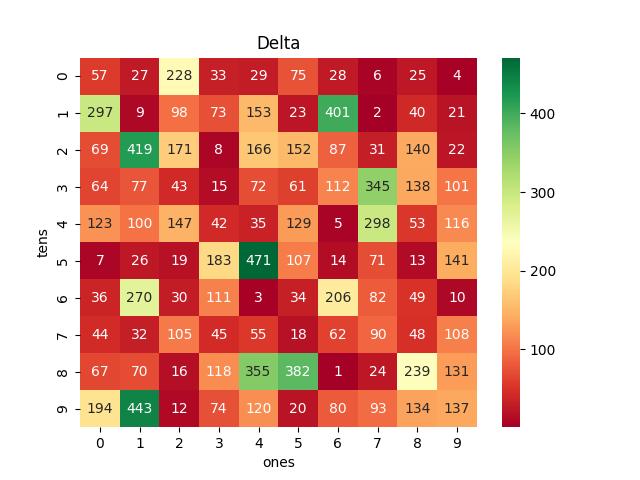 Delta
0 57 27 228 33 29 75 28 6 25 4
1 297 9 98 73 153 23 401 2 40 21
2 69 419 171 8 166 152 87 31 140 22
3 64 77 43 15 72 61 112 345 138 101
4 123 100 147 42 35 129 5 298 53 116
5 7 26 19 183 471 107 14 71 13 141
6 36 270 30 111 3 34 206 82 49 10
7 44 32 105 45 55 18 62 90 48 108
8 67 70 16 118 355 382 1 24 239 131
9 194 443 12 74 120 20 80 93 134 137
0 1 2 3 4 5 6 7 8 9
ones
tens
400
300
200
100